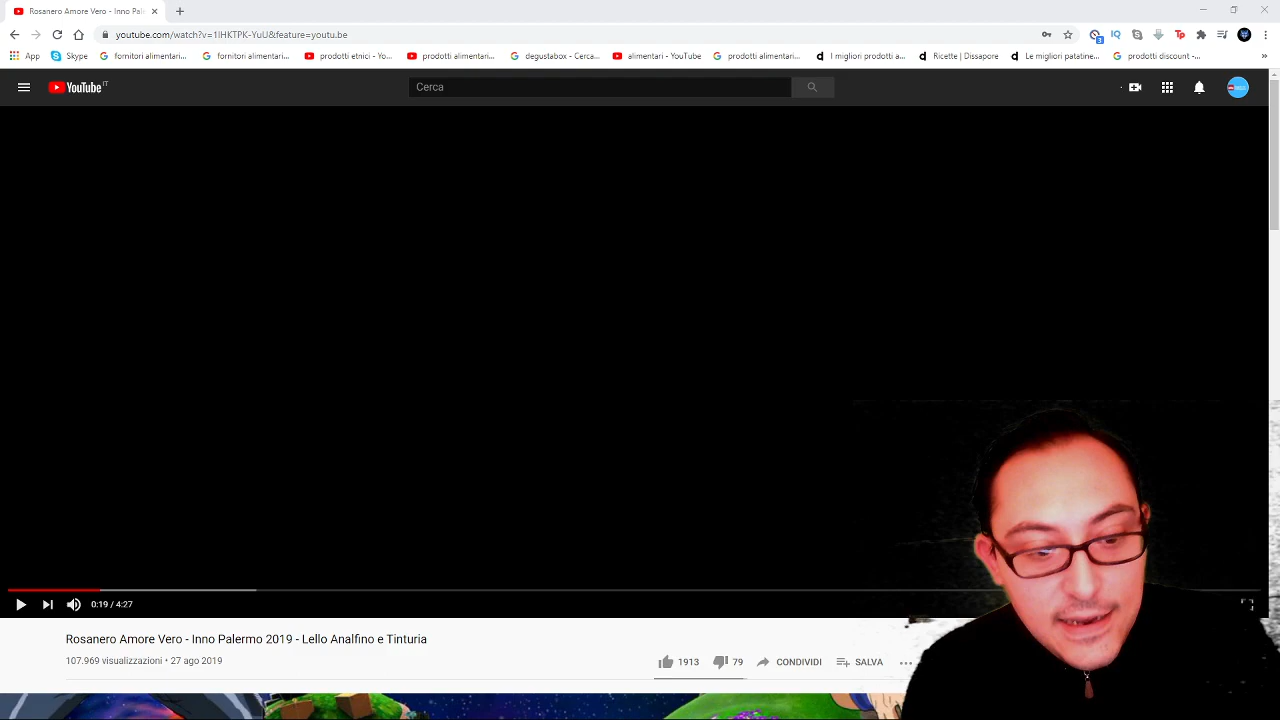 Rosanero Amore Vero - Inno Pale
youtube.com/watch?v=1IHKTPK-YuU&feature=youtu.be
App Skype fornitori alimentari... fornitori alimentari... prodotti etnici - Yo... prodotti alimentari... degustabox - Cerca... alimentari - YouTube prodotti alimentari... I migliori prodotti a... Ricette | Dissapore Le migliori patatine... prodotti discount -... »
YouTube IT
Cerca
0:19 / 4:27
Rosanero Amore Vero - Inno Palermo 2019 - Lello Analfino e Tinturia
107.969 visualizzazioni • 27 ago 2019
1913 79 CONDIVIDI SALVA